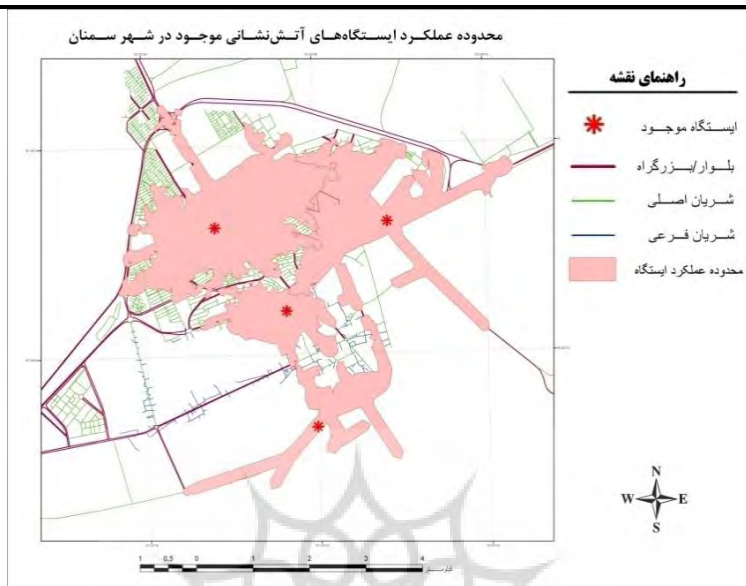 محدوده عملکرد ایستگاه‌های آتش‌نشانی موجود در شهر سمنان
راهنمای نقشه
ایستگاه موجود
بلوار/بزرگراه
شریان اصلی
شریان فرعی
محدوده عملکرد ایستگاه
N
W E
S
1 0.5 0 1 2 3 4